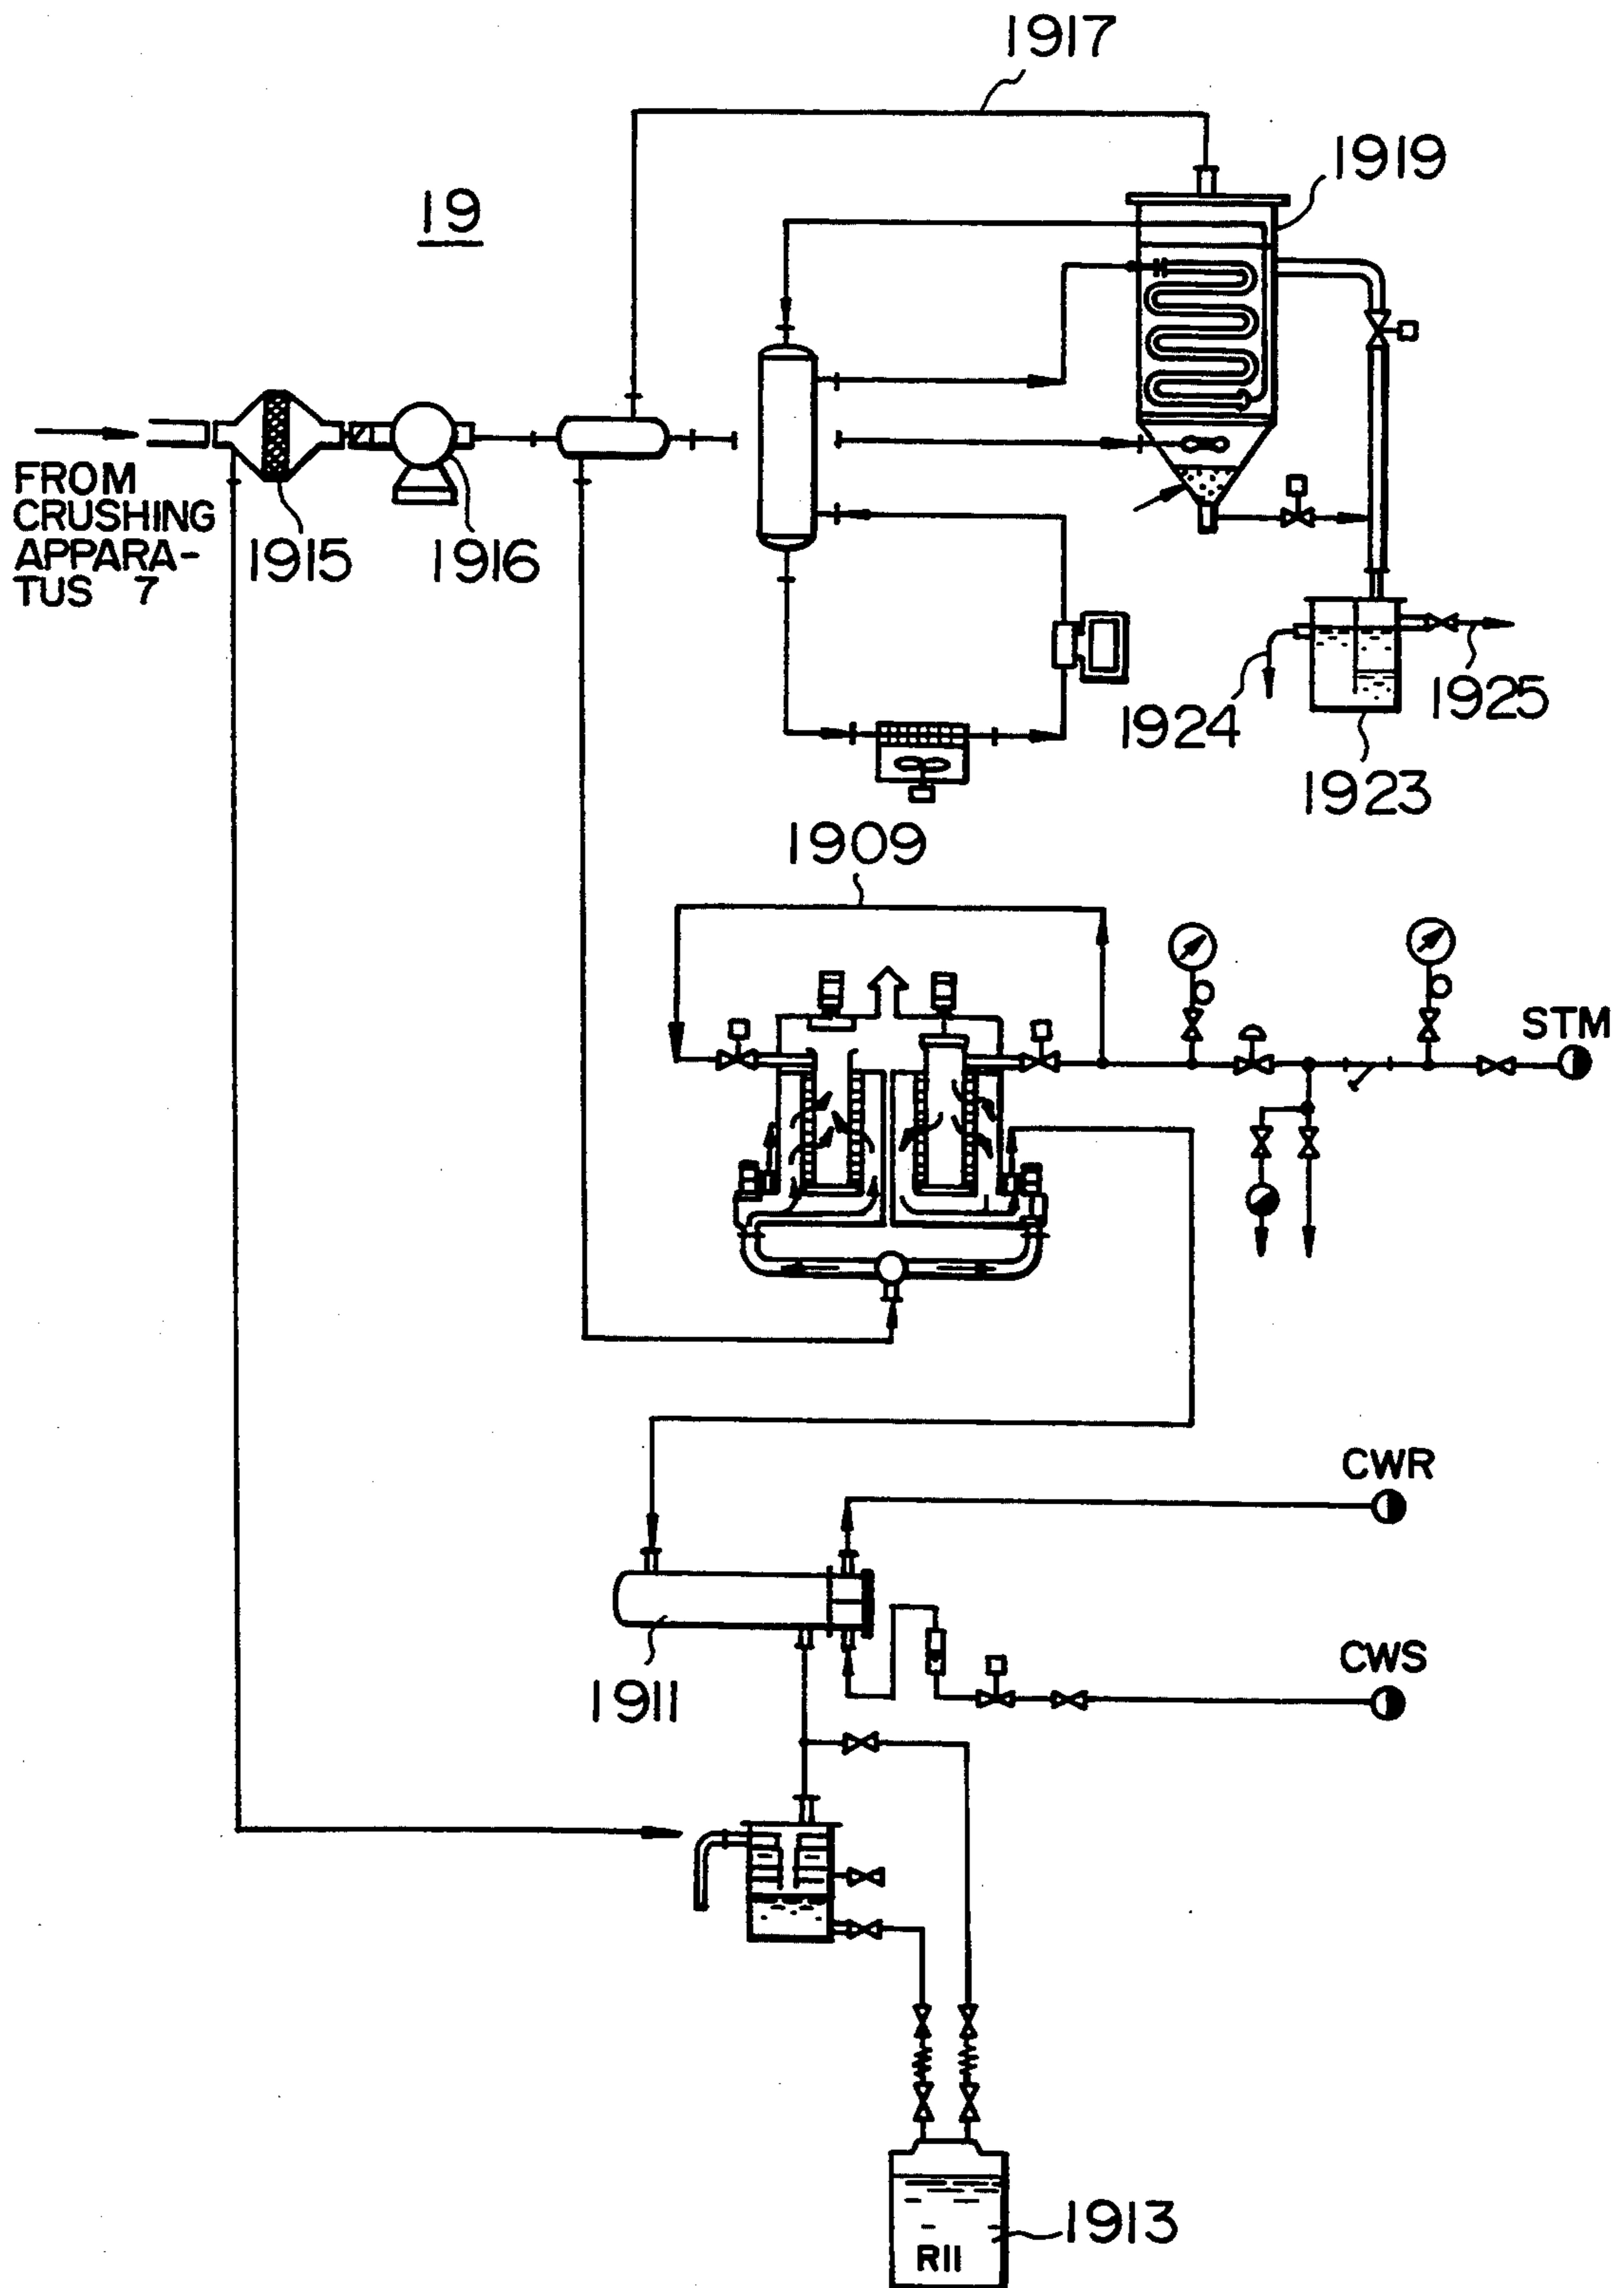 1917
1919
19
FROM
CRUSHING
APPARA-
TUS 7
1915
1916
1924
1925
1923
1909
STM
CWR
CWS
1911
1913
R11